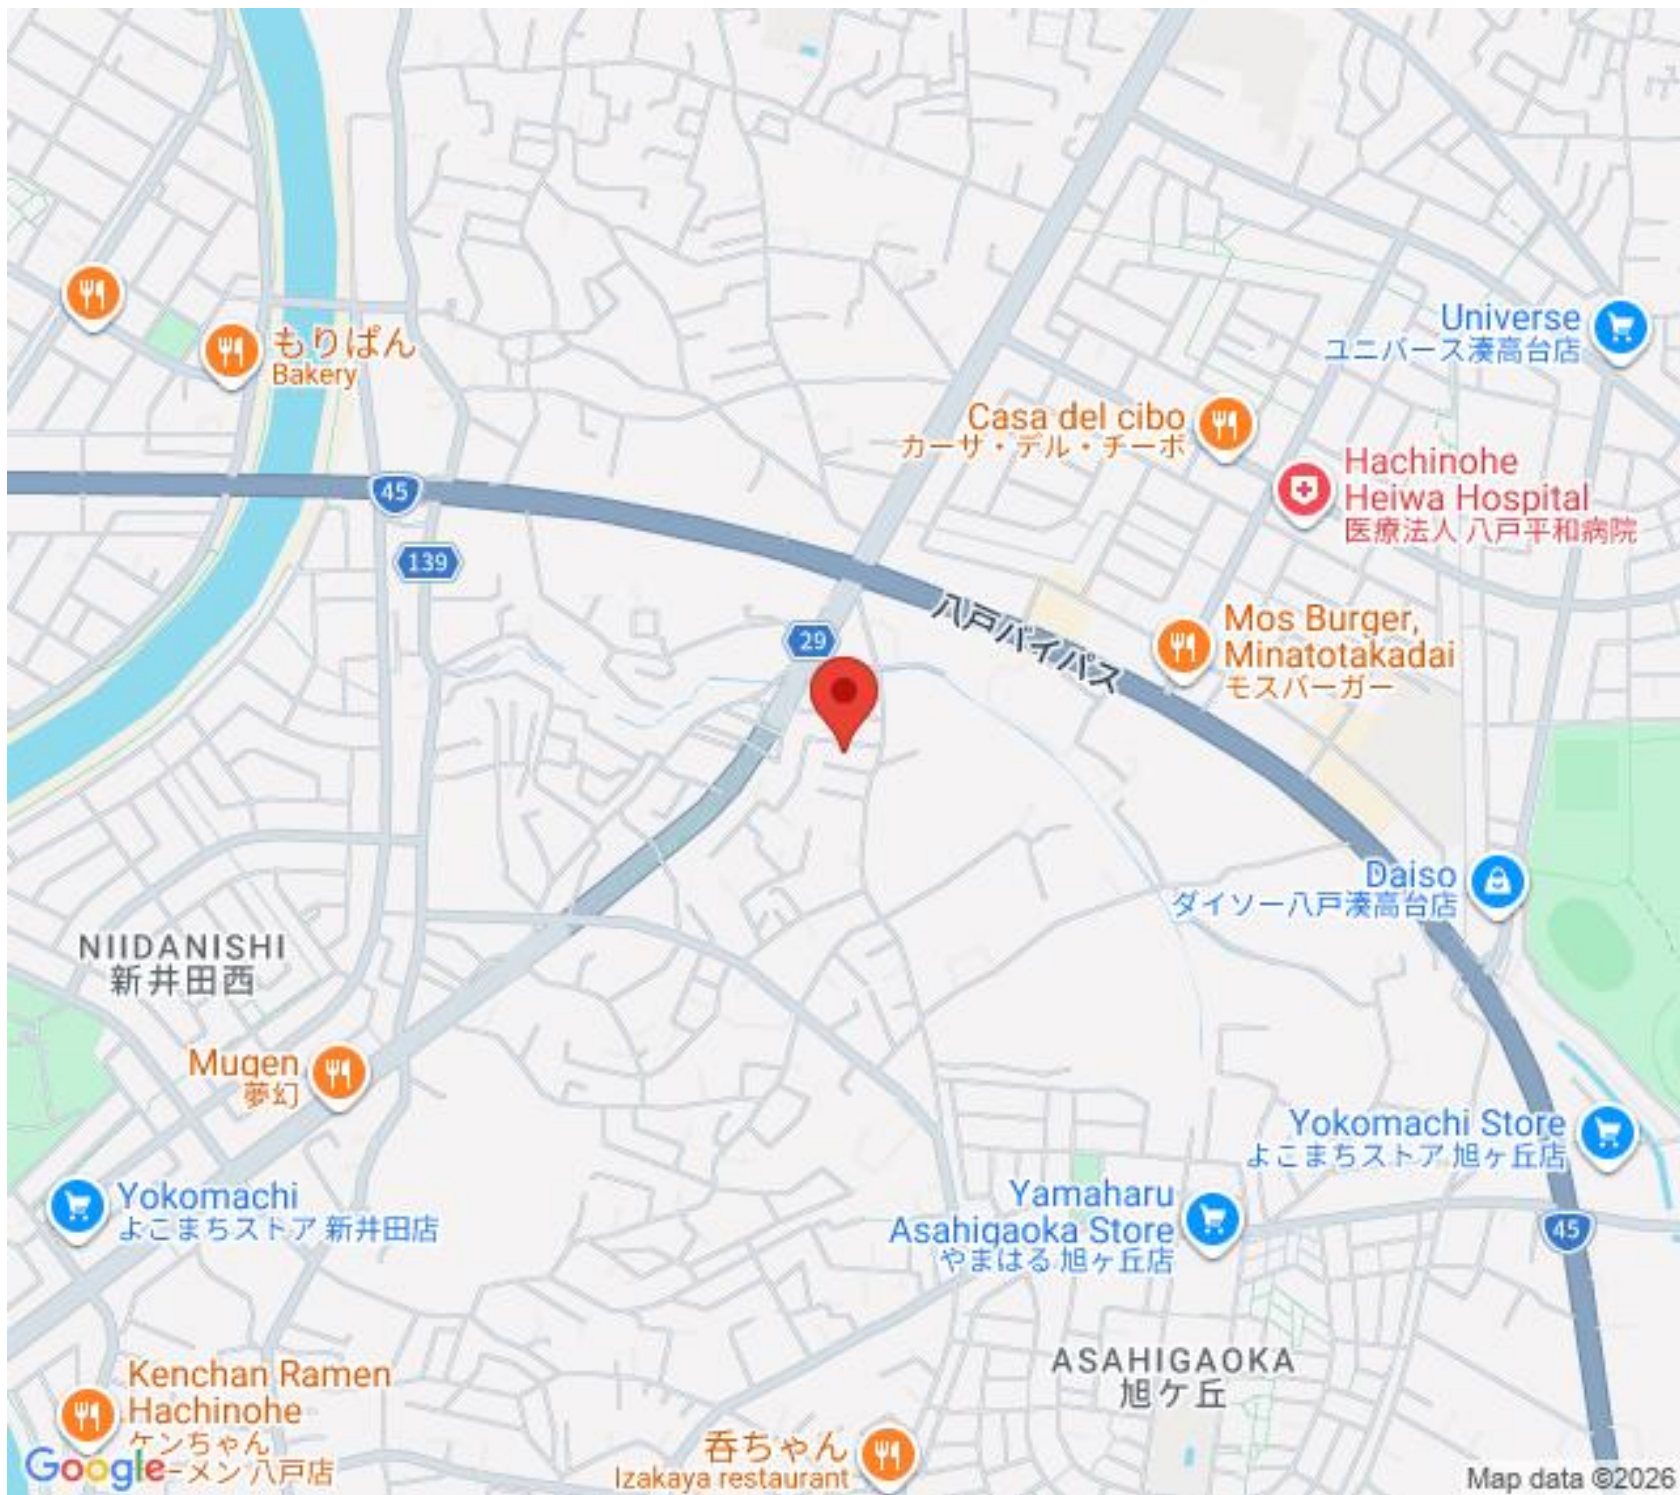 もりぱん
Bakery
Universe
ユニバース湊高台店
Casa del cibo
カーサ・デル・チーボ
Hachinohe
Heiwa Hospital
医療法人 八戸平和病院
45
139
八戸バイパス
29
Mos Burger,
Minatotakadai
モスバーガー
Daiso
ダイソー八戸湊高台店
NIIDANISHI
新井田西
Mugen
夢幻
Yokomachi Store
よこまちストア 旭ヶ丘店
Yokomachi
よこまちストア 新井田店
Yamaharu
Asahigaoka Store
やまはる 旭ヶ丘店
45
ASAHIGAOKA
旭ケ丘
Kenchan Ramen
Hachinohe
ケンちゃん
ーメン 八戸店
呑ちゃん
Izakaya restaurant
Google
Map data ©2026